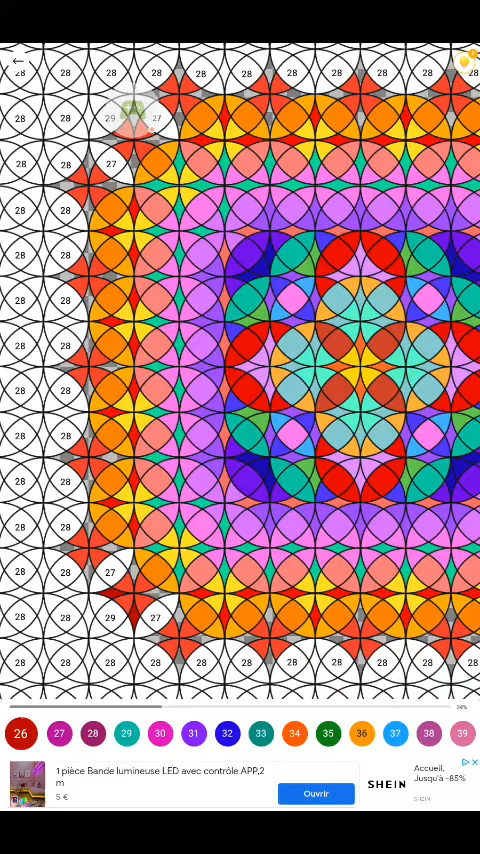 28 28 28 28 28 28 28 28 28 28 28
28 28 29 27
28 28 27
28 28
28 28
28 28
28 28
28 28
28 28
28 28
28 28
28 28 27
28 28 29 27
28 28 28 28 28 28 28 28 28 28 28
34%
26 27 28 29 30 31 32 33 34 35 36 37 38 39
1 pièce Bande lumineuse LED avec contrôle APP,2
m
5 €
Ouvrir
SHEIN
Accueil,
Jusqu'à -85%
SHEIN